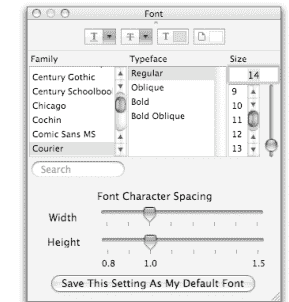 Font
Family Typeface Size
Century Gothic
Century Schoolboo
Chicago
Cochin
Comic Sans MS
Courier
Regular
Oblique
Bold
Bold Oblique
14
9
10
11
12
13
Search
Font Character Spacing
Width
Height
0.8 1.0 1.5
Save This Setting As My Default Font